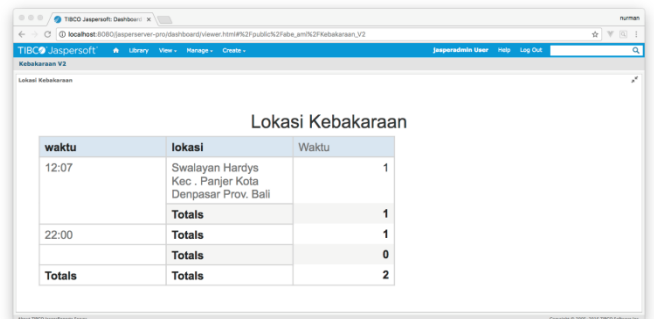 TIBCO Jaspersoft: Dashboard ×
nurman
localhost:8080/jasperserver-pro/dashboard/viewer.html#%2Fpublic%2Fabe_aml%2FKebakaraan_V2
TIBCO Jaspersoft
Library View Manage Create
jasperadmin User Help Log Out
Kebakaraan V2
Lokasi Kebakaraan
Lokasi Kebakaraan
waktu lokasi Waktu
12:07 Swalayan Hardys 1
Kec . Panjer Kota
Denpasar Prov. Bali
Totals 1
22:00 Totals 1
Totals 0
Totals Totals 2